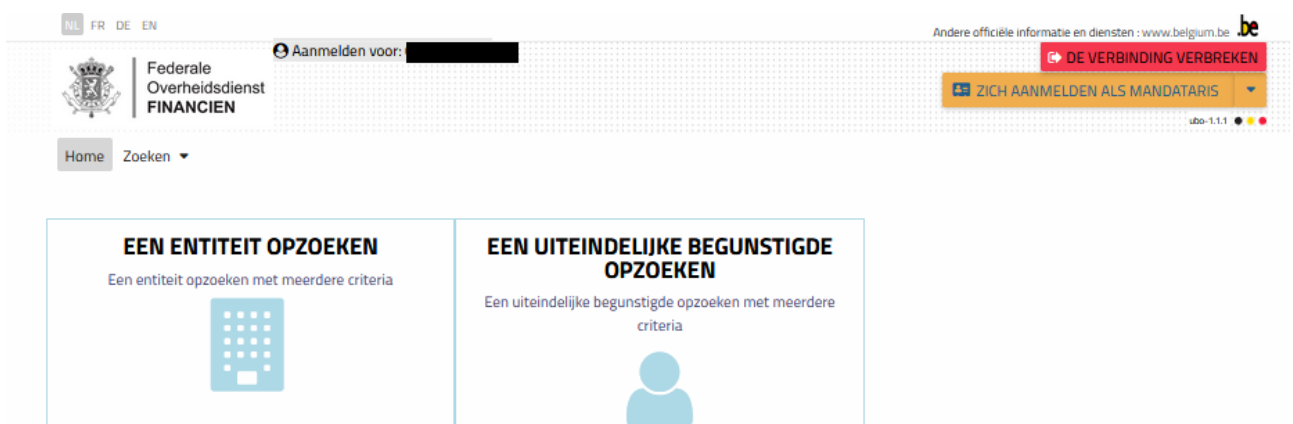 NL FR DE EN
Andere officiële informatie en diensten : www.belgium.be .be
Aanmelden voor:
DE VERBINDING VERBREKEN
Federale
Overheidsdienst
FINANCIEN
ZICH AANMELDEN ALS MANDATARIS
ubo-1.1.1
Home Zoeken
EEN ENTITEIT OPZOEKEN
Een entiteit opzoeken met meerdere criteria
EEN UITEINDELIJKE BEGUNSTIGDE
OPZOEKEN
Een uiteindelijke begunstigde opzoeken met meerdere
criteria